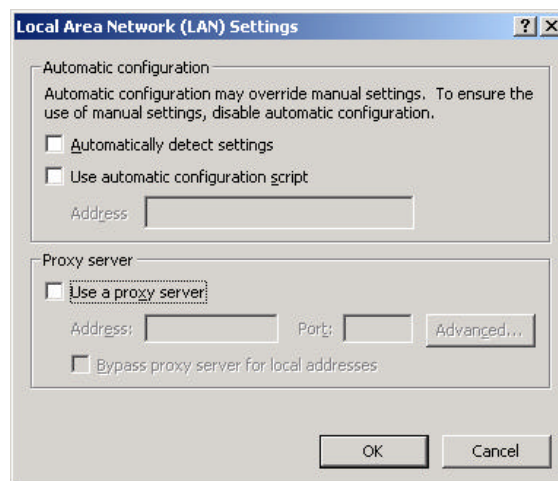 Local Area Network (LAN) Settings
Automatic configuration
Automatic configuration may override manual settings. To ensure the
use of manual settings, disable automatic configuration.
Automatically detect settings
Use automatic configuration script
Address
Proxy server
Use a proxy server
Address: Port: Advanced...
Bypass proxy server for local addresses
OK Cancel